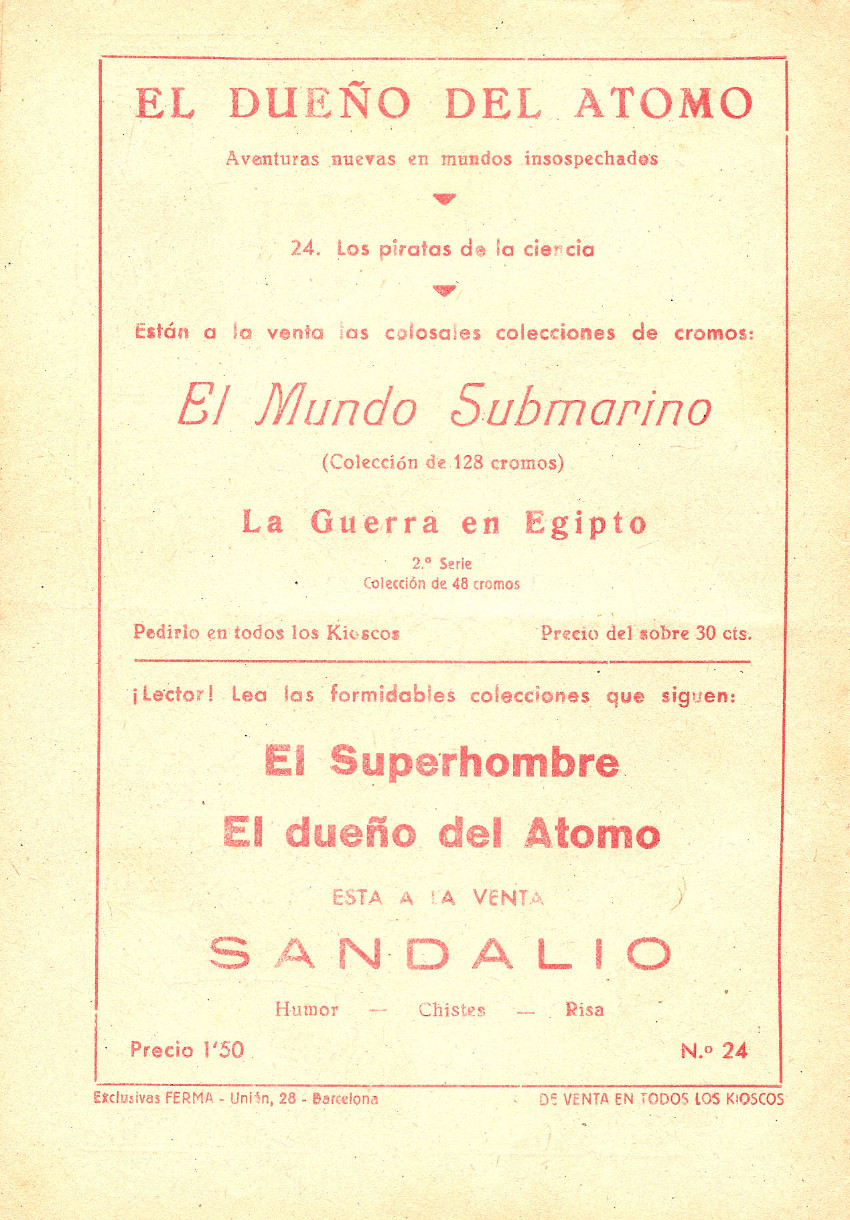 EL DUEÑO DEL ATOMO
Aventuras nuevas en mundos insospechados
24. Los piratas de la ciencia
Están a la venta las colosales colecciones de cromos:
El Mundo Submarino
(Colección de 128 cromos)
La Guerra en Egipto
2.ª Serie
Colección de 48 cromos
Pedirlo en todos los Kioscos Precio del sobre 30 cts.
¡Lector! Lea las formidables colecciones que siguen:
El Superhombre
El dueño del Atomo
ESTA A LA VENTA
SANDALIO
Humor — Chistes — Risa
Precio 1'50 N.º 24
Exclusivas FERMA - Unión, 28 - Barcelona DE VENTA EN TODOS LOS KIOSCOS